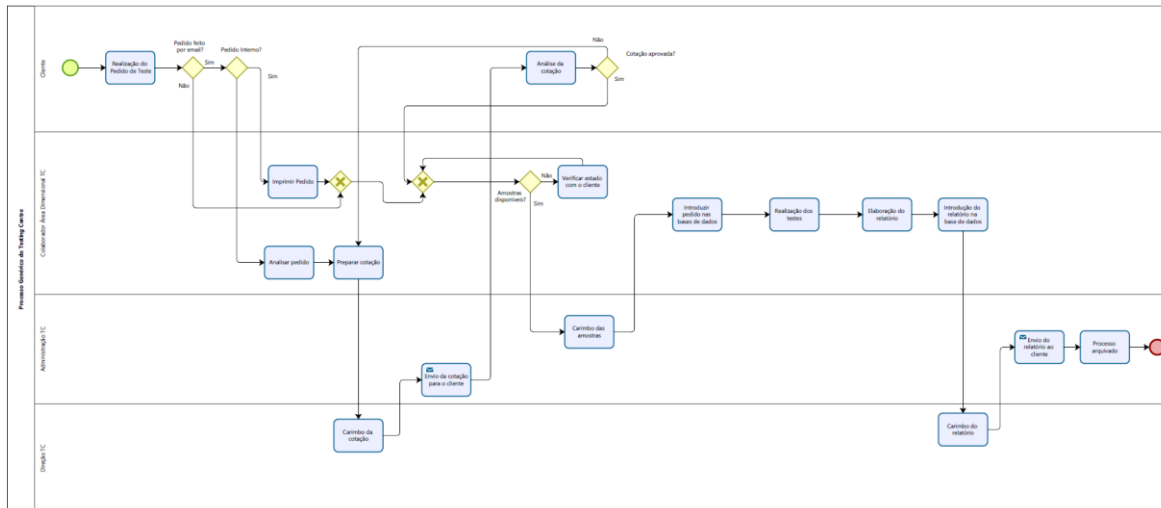 Processo Genérico do Testing Centre
Cliente
Realização do
Pedido de Teste
Pedido feito
por email?
Sim
Não
Pedido Interno?
Sim
Análise da
cotação
Não
Cotação aprovada?
Sim
Colaborador Área Dimensional TC
Imprimir Pedido
Amostras
disponíveis?
Não
Sim
Verificar estado
com o cliente
Analisar pedido
Preparar cotação
Introduzir
pedido nas
bases de dados
Realização dos
testes
Elaboração do
relatório
Introdução do
relatório na
base de dados
Administração TC
Envio da cotação
para o cliente
Carimbo das
amostras
Envio do
relatório ao
cliente
Processo
arquivado
Direção TC
Carimbo da
cotação
Carimbo do
relatório